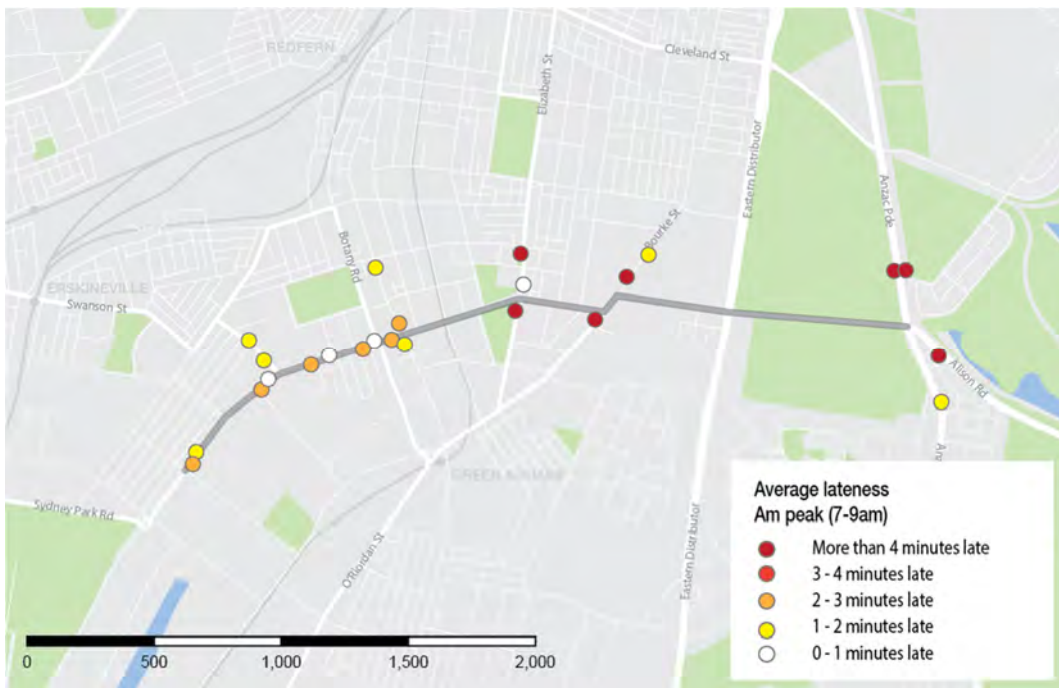 REDFERN
Cleveland St
Elizabeth St
Eastern Distributor
Anzac Pde
Bourke St
Botany Rd
ERSKINEVILLE
Swanson St
Alison Rd
GREEN SQUARE
Sydney Park Rd
O'Riordan St
Eastern Distributor
Average lateness
Am peak (7-9am)
More than 4 minutes late
3 - 4 minutes late
2 - 3 minutes late
1 - 2 minutes late
0 - 1 minutes late
0 500 1,000 1,500 2,000